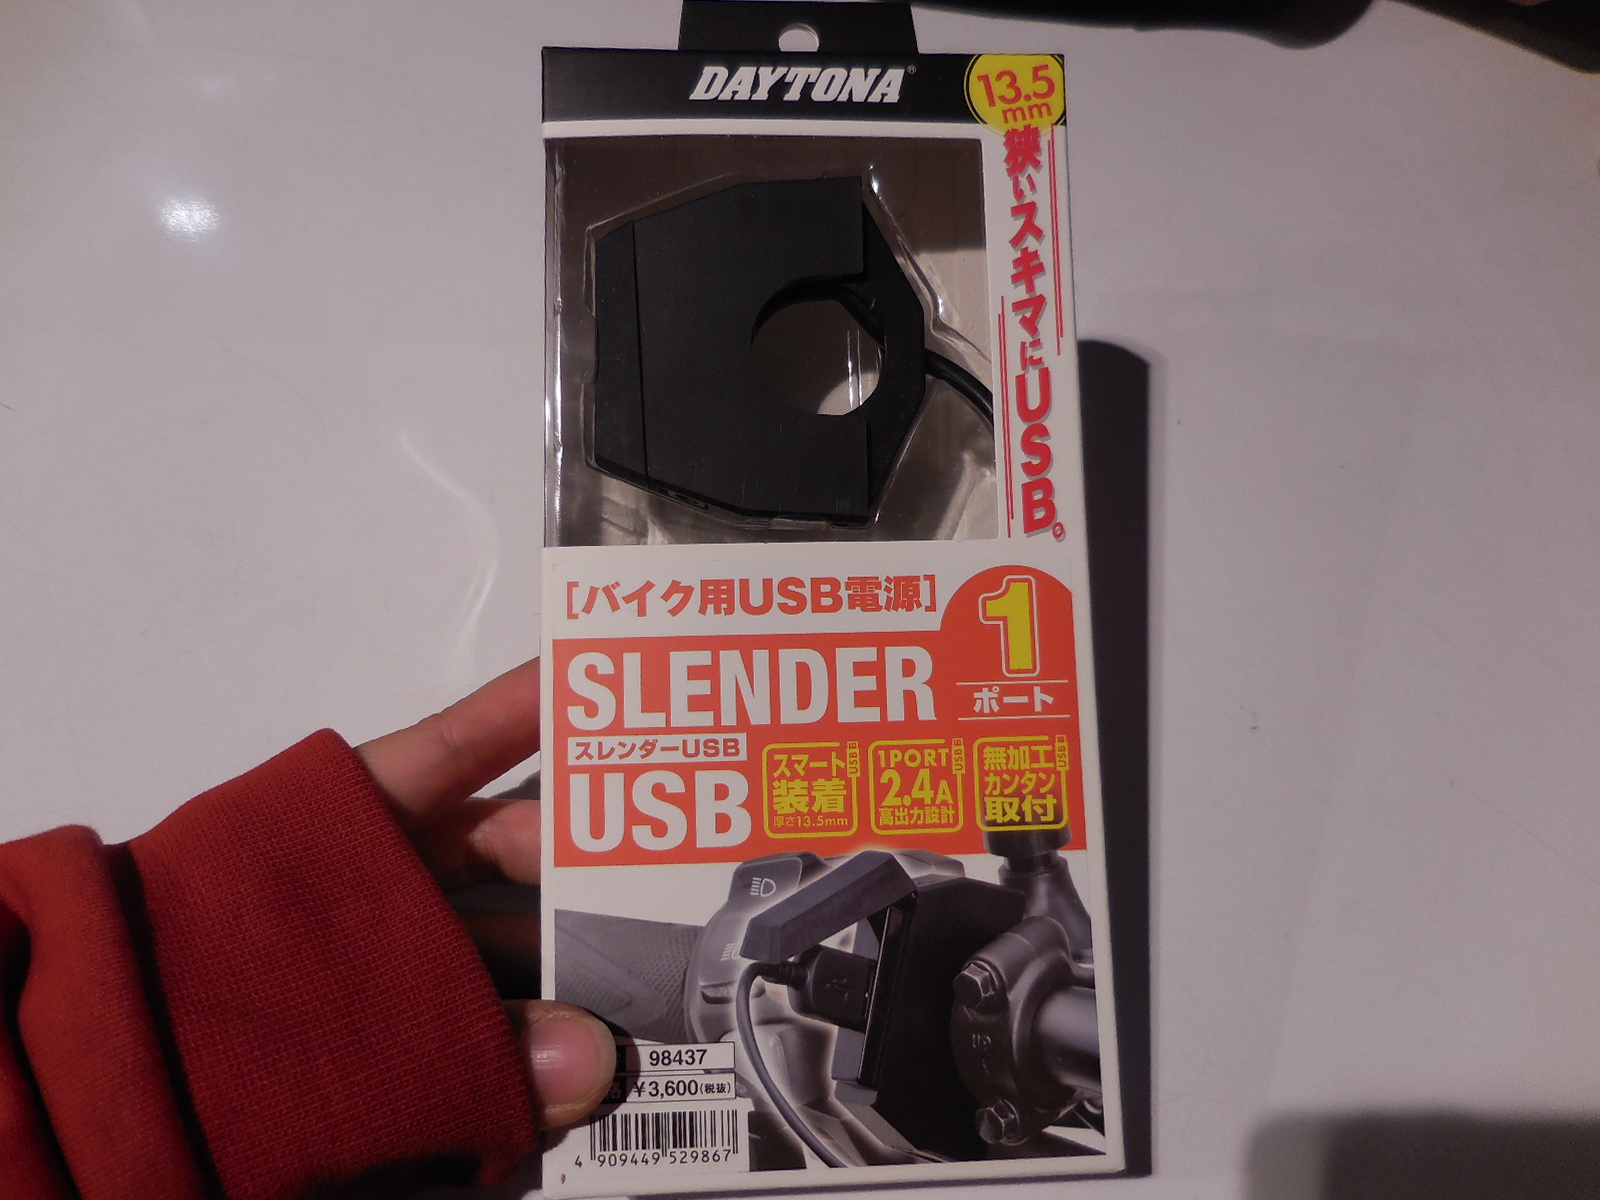 DAYTONA®
13.5
mm
狭いスキマにUSB。
[バイク用USB電源]
1
ポート
SLENDER
スレンダーUSB
USB
スマート
装着
厚さ13.5mm
USB
1PORT
2.4A
高出力設計
USB
無加工
カンタン
取付
USB
98437
¥3,600(税抜)
4 909449 529867